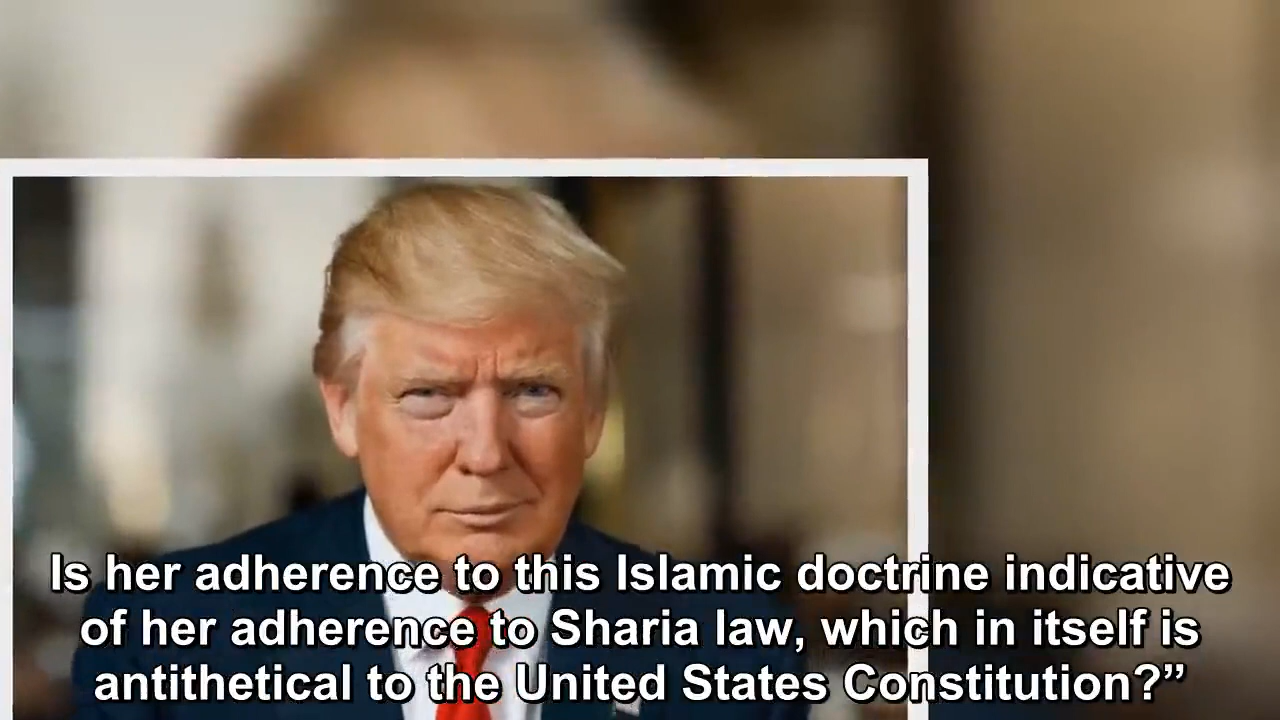 Is her adherence to this Islamic doctrine indicative
of her adherence to Sharia law, which in itself is
antithetical to the United States Constitution?”